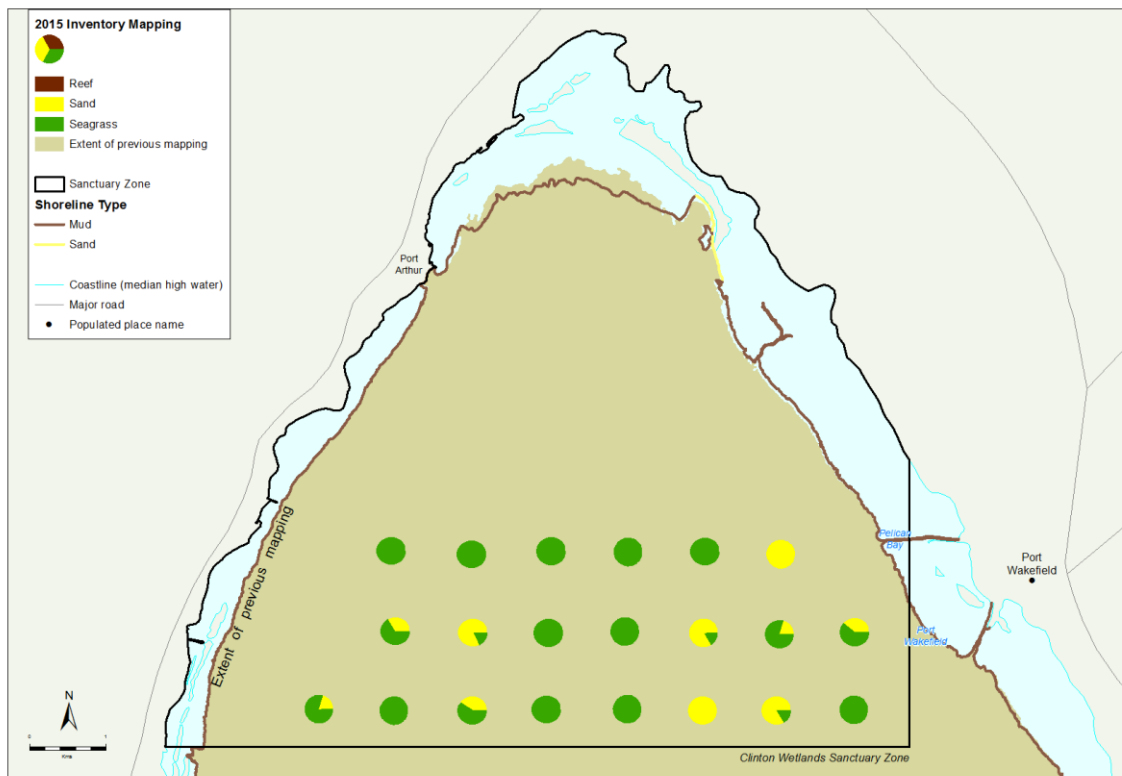 2015 Inventory Mapping
Reef
Sand
Seagrass
Extent of previous mapping
Sanctuary Zone
Shoreline Type
Mud
Sand
Coastline (median high water)
Major road
Populated place name
Port
Arthur
Extent of previous mapping
Pelican
Bay
Port
Wakefield
Port
Wakefield
N
0
1
Kms
Clinton Wetlands Sanctuary Zone